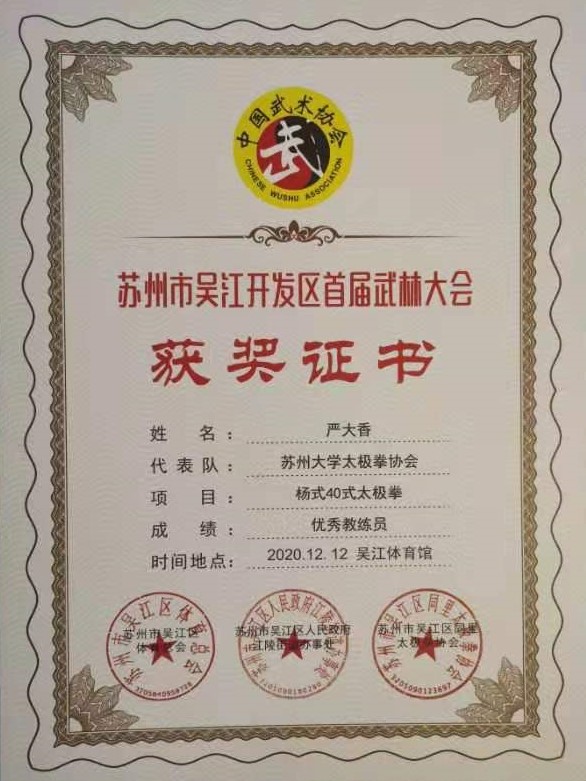 中国武术协会
武
CHINESE WUSHU ASSOCIATION
苏州市吴江开发区首届武林大会
获奖证书
姓名： 严大香
代表队： 苏州大学太极拳协会
项目： 杨式40式太极拳
成绩： 优秀教练员
时间地点： 2020.12.12 吴江体育馆
苏州市吴江区
体育总会
苏州市吴江区人民政府
江陵街道办事处
苏州市吴江区同里
太极拳协会